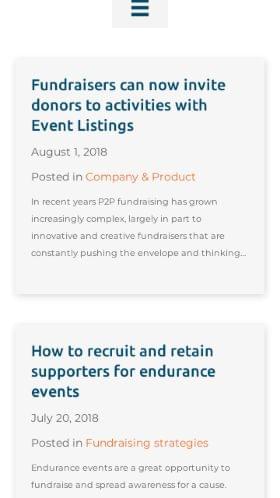 Fundraisers can now invite
donors to activities with
Event Listings
August 1, 2018
Posted in Company & Product
In recent years P2P fundraising has grown
increasingly complex, largely in part to
innovative and creative fundraisers that are
constantly pushing the envelope and thinking...
How to recruit and retain
supporters for endurance
events
July 20, 2018
Posted in Fundraising strategies
Endurance events are a great opportunity to
fundraise and spread awareness for a cause.